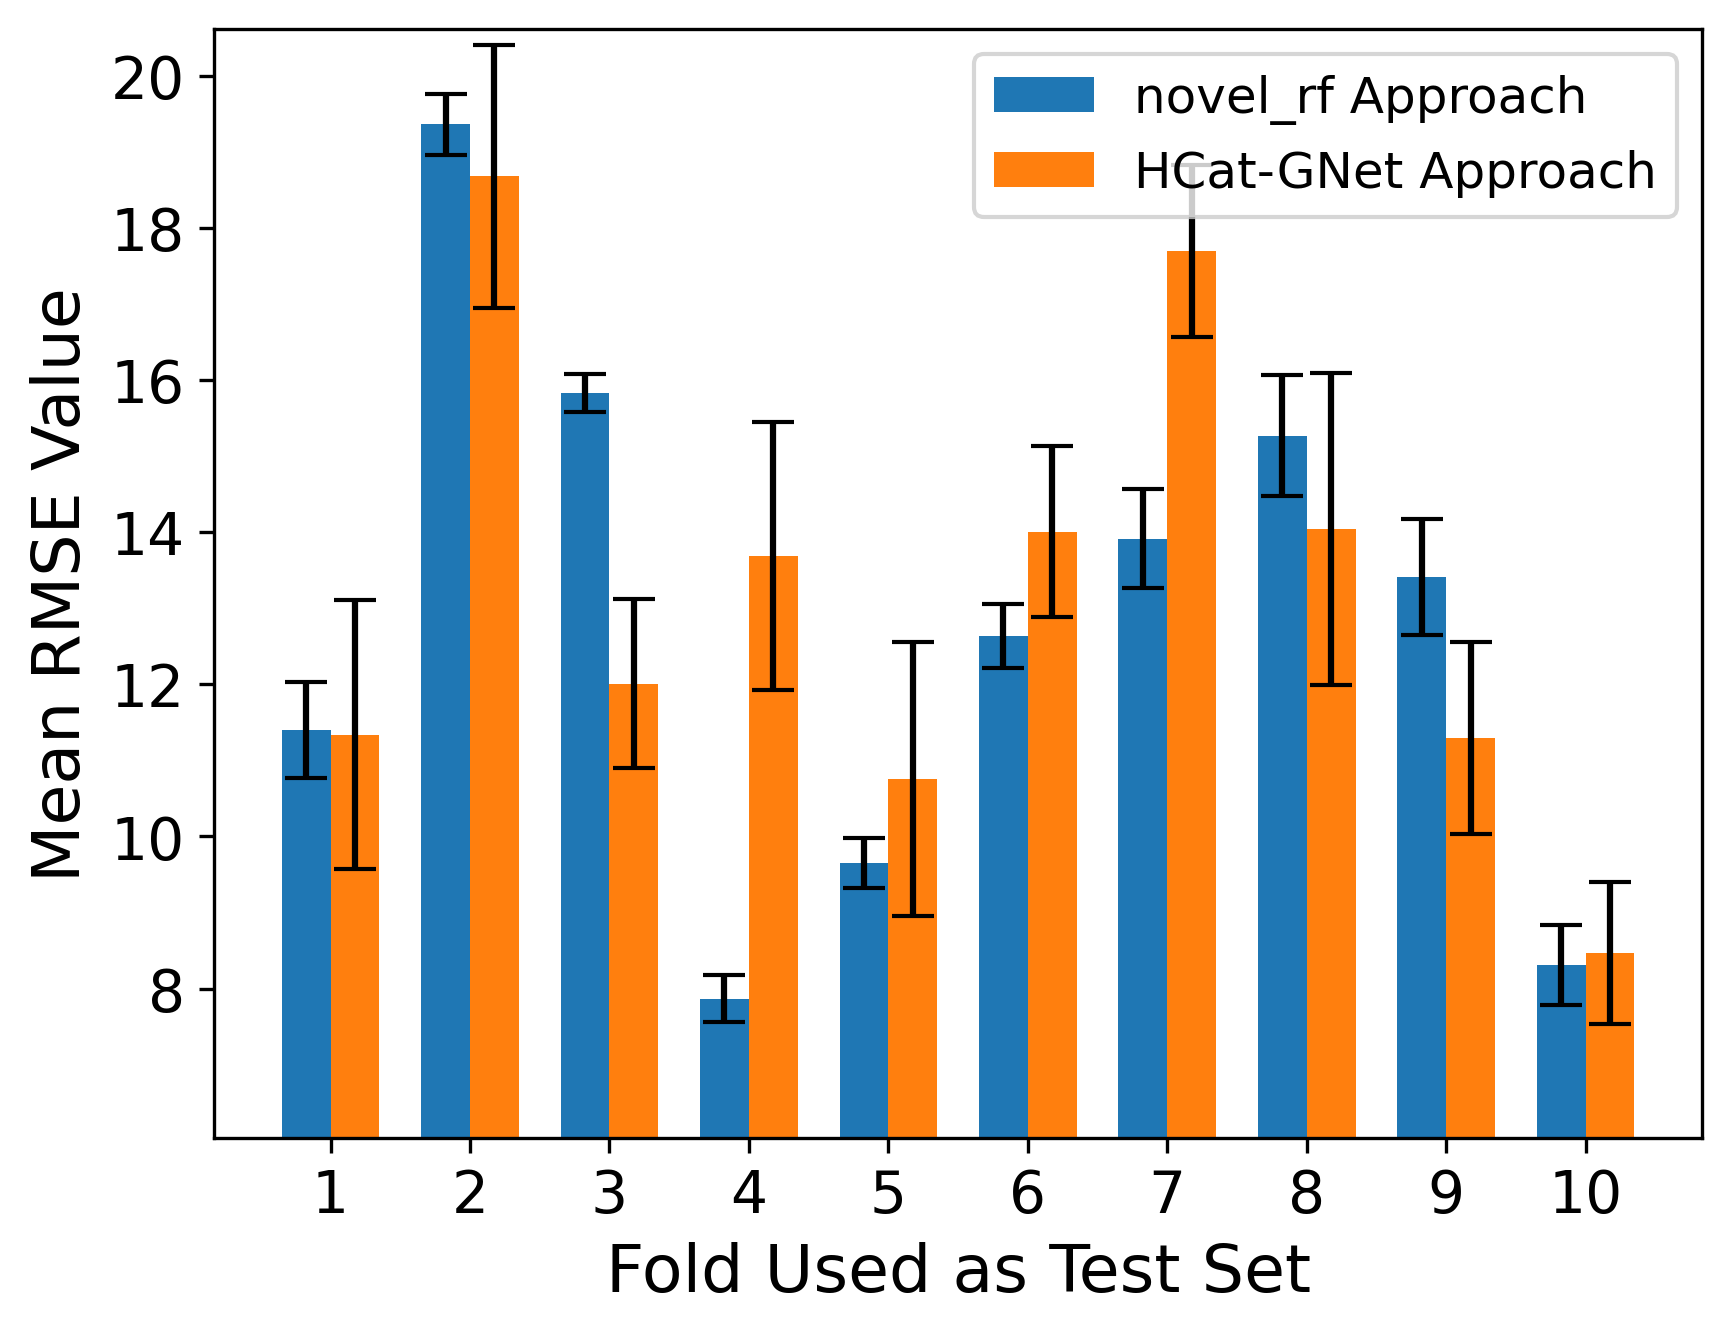 novel_rf Approach
HCat-GNet Approach
Mean RMSE Value
20
18
16
14
12
10
8
1 2 3 4 5 6 7 8 9 10
Fold Used as Test Set